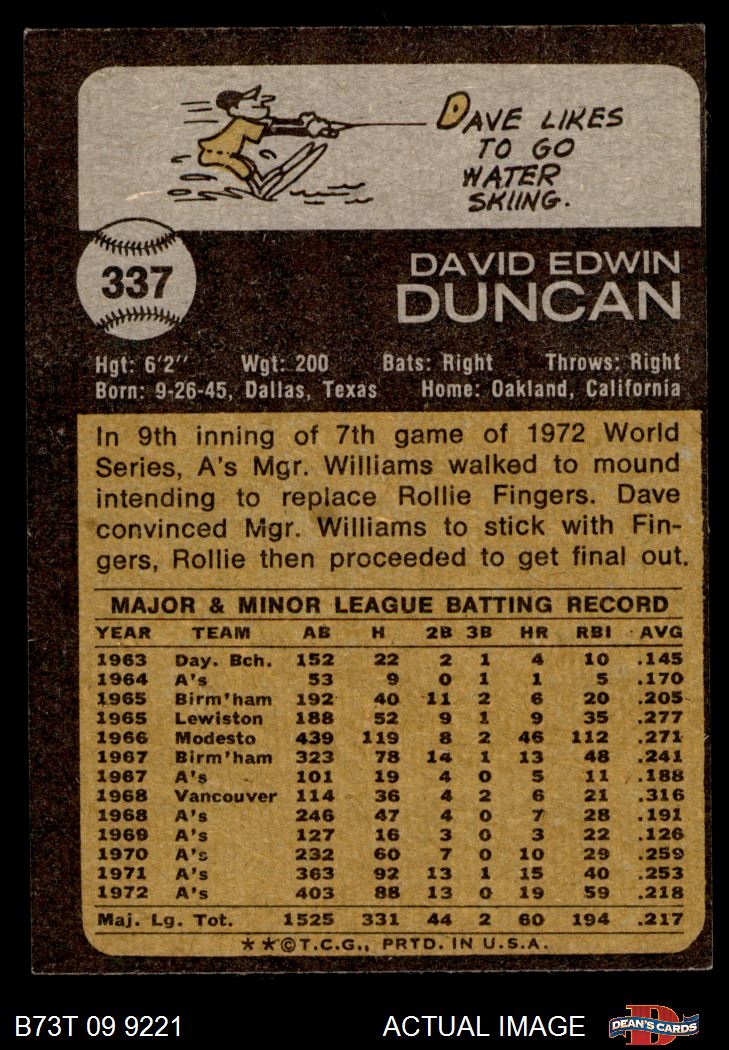 DAVE LIKES
TO GO
WATER
SKIING.
337
DAVID EDWIN
DUNCAN
Hgt: 6'2" Wgt: 200 Bats: Right Throws: Right
Born: 9-26-45, Dallas, Texas Home: Oakland, California
In 9th inning of 7th game of 1972 World
Series, A's Mgr. Williams walked to mound
intending to replace Rollie Fingers. Dave
convinced Mgr. Williams to stick with Fin-
gers, Rollie then proceeded to get final out.
MAJOR & MINOR LEAGUE BATTING RECORD
YEAR TEAM AB H 2B 3B HR RBI AVG
1963 Day. Bch. 152 22 2 1 4 10 .145
1964 A's 53 9 0 1 1 5 .170
1965 Birm'ham 192 40 11 2 6 20 .205
1965 Lewiston 188 52 9 1 9 35 .277
1966 Modesto 439 119 8 2 46 112 .271
1967 Birm'ham 323 78 14 1 13 48 .241
1967 A's 101 19 4 0 5 11 .188
1968 Vancouver 114 36 4 2 6 21 .316
1968 A's 246 47 4 0 7 28 .191
1969 A's 127 16 3 0 3 22 .126
1970 A's 232 60 7 0 10 29 .259
1971 A's 363 92 13 1 15 40 .253
1972 A's 403 88 13 0 19 59 .218
Maj. Lg. Tot. 1525 331 44 2 60 194 .217
**©T.C.G., PRTD. IN U.S.A.
B73T 09 9221 ACTUAL IMAGE DEAN'S CARDS